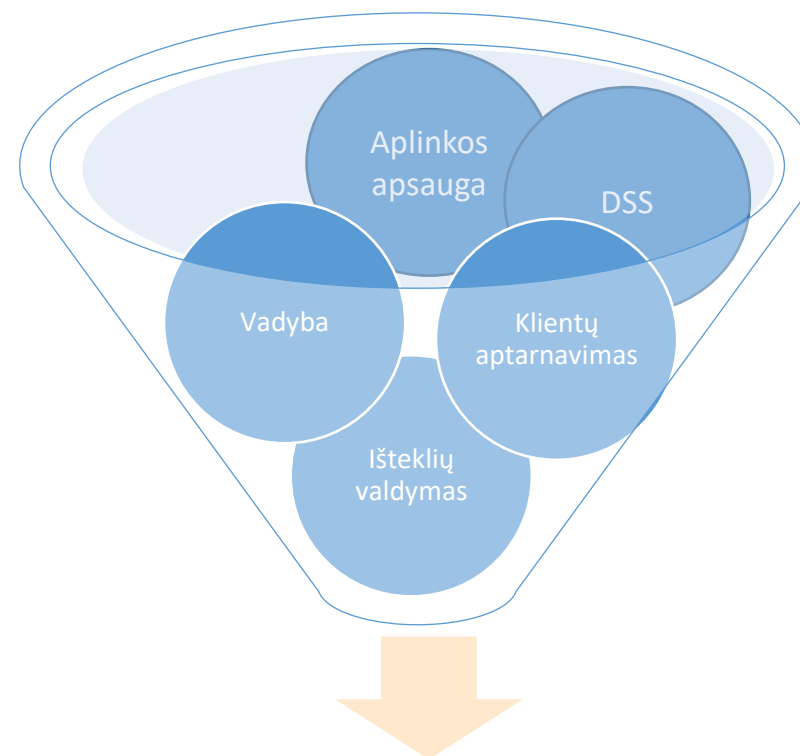 Aplinkos
apsauga
DSS
Vadyba
Klientų
aptarnavimas
Išteklių
valdymas